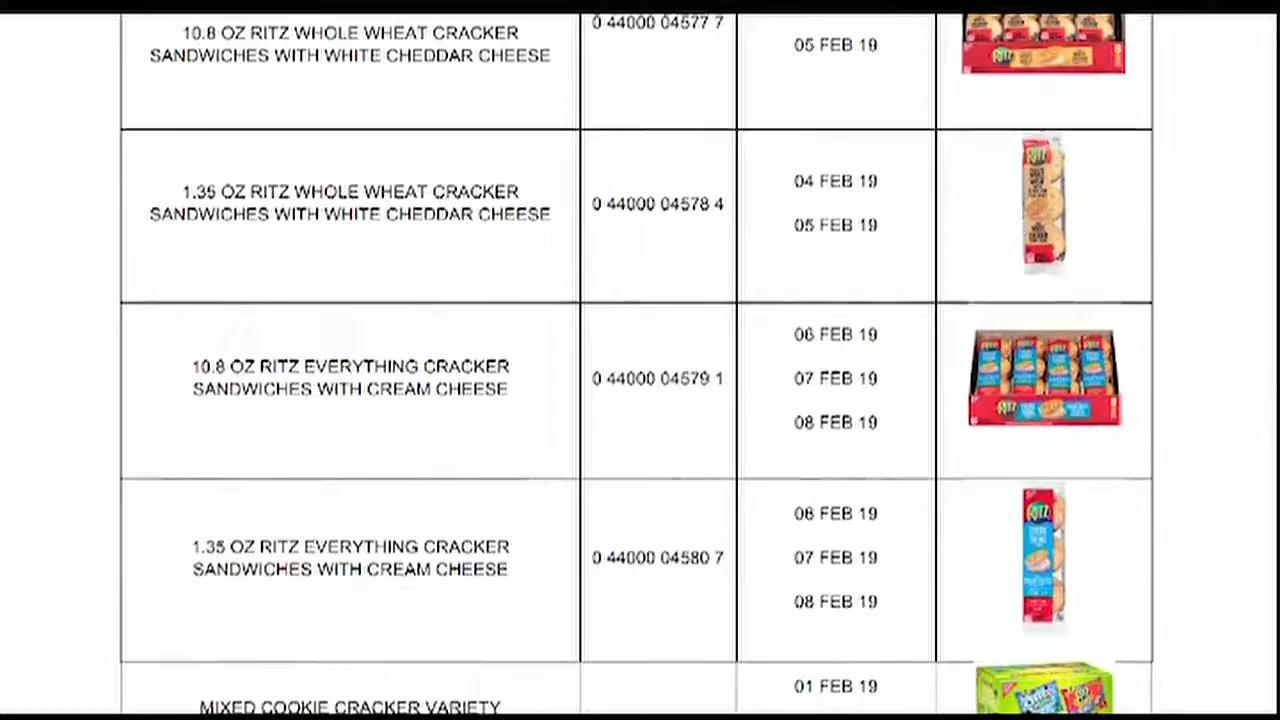 10.8 OZ RITZ WHOLE WHEAT CRACKER
SANDWICHES WITH WHITE CHEDDAR CHEESE
0 44000 04577 7
05 FEB 19
RITZ
1.35 OZ RITZ WHOLE WHEAT CRACKER
SANDWICHES WITH WHITE CHEDDAR CHEESE
0 44000 04578 4
04 FEB 19
05 FEB 19
RITZ
10.8 OZ RITZ EVERYTHING CRACKER
SANDWICHES WITH CREAM CHEESE
0 44000 04579 1
06 FEB 19
07 FEB 19
08 FEB 19
RITZ
1.35 OZ RITZ EVERYTHING CRACKER
SANDWICHES WITH CREAM CHEESE
0 44000 04580 7
06 FEB 19
07 FEB 19
08 FEB 19
RITZ
MIXED COOKIE CRACKER VARIETY
01 FEB 19